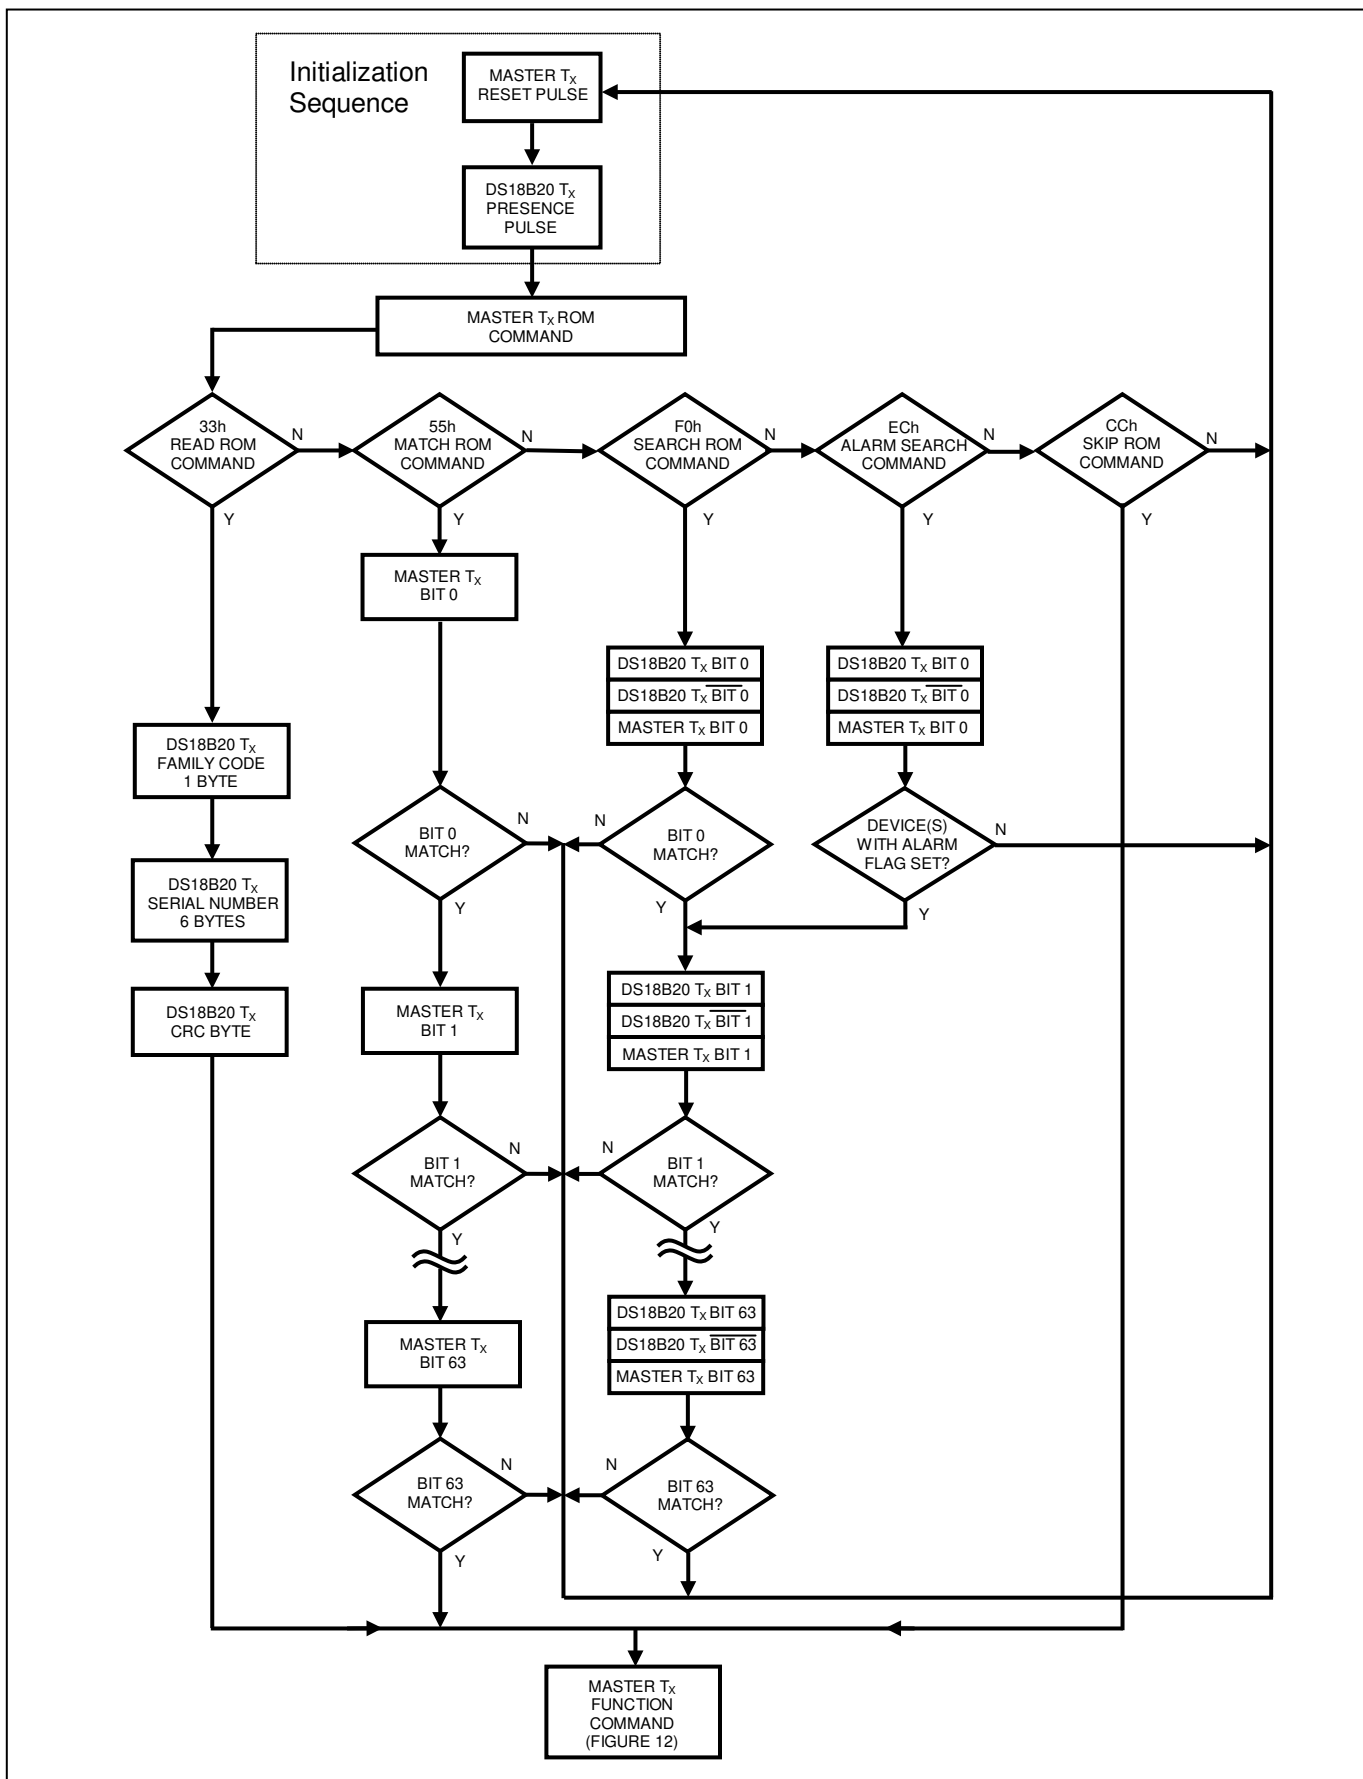 Initialization
Sequence
MASTER TX
RESET PULSE
DS18B20 TX
PRESENCE
PULSE
MASTER TX ROM
COMMAND
33h
READ ROM
COMMAND
N
Y
55h
MATCH ROM
COMMAND
N
Y
F0h
SEARCH ROM
COMMAND
N
Y
ECh
ALARM SEARCH
COMMAND
N
Y
CCh
SKIP ROM
COMMAND
N
Y
MASTER TX
BIT 0
DS18B20 TX BIT 0
DS18B20 TX BIT 0
MASTER TX BIT 0
DS18B20 TX BIT 0
DS18B20 TX BIT 0
MASTER TX BIT 0
DS18B20 TX
FAMILY CODE
1 BYTE
BIT 0
MATCH?
N
Y
N
BIT 0
MATCH?
Y
DEVICE(S)
WITH ALARM
FLAG SET?
N
Y
DS18B20 TX
SERIAL NUMBER
6 BYTES
DS18B20 TX
CRC BYTE
MASTER TX
BIT 1
DS18B20 TX BIT 1
DS18B20 TX BIT 1
MASTER TX BIT 1
BIT 1
MATCH?
N
Y
N
BIT 1
MATCH?
Y
MASTER TX
BIT 63
DS18B20 TX BIT 63
DS18B20 TX BIT 63
MASTER TX BIT 63
BIT 63
MATCH?
N
Y
N
BIT 63
MATCH?
Y
MASTER TX
FUNCTION
COMMAND
(FIGURE 12)